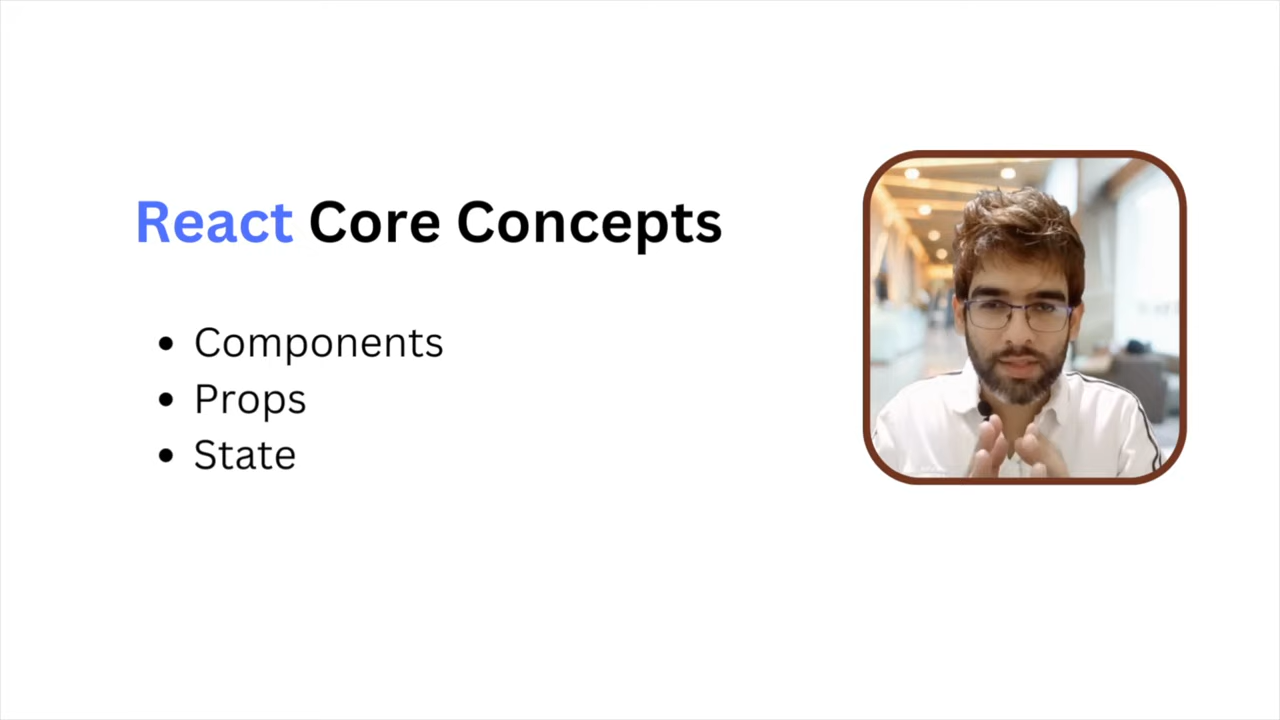 React Core Concepts
• Components
• Props
• State